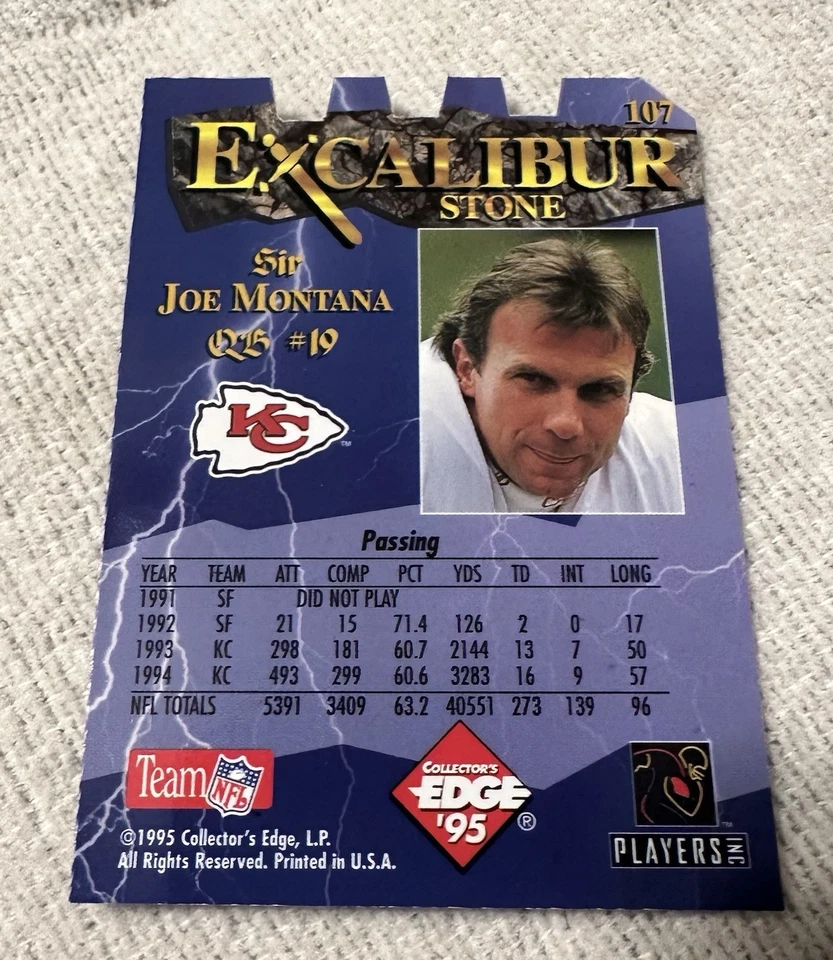 107
EXCALIBUR
STONE
Sir
JOE MONTANA
QB #19
KC
TM
Passing
YEAR TEAM ATT COMP PCT YDS TD INT LONG
1991 SF DID NOT PLAY
1992 SF 21 15 71.4 126 2 0 17
1993 KC 298 181 60.7 2144 13 7 50
1994 KC 493 299 60.6 3283 16 9 57
NFL TOTALS 5391 3409 63.2 40551 273 139 96
Team NFL
COLLECTOR'S
EDGE
'95 ®
TM
PLAYERS INC
©1995 Collector's Edge, L.P.
All Rights Reserved. Printed in U.S.A.